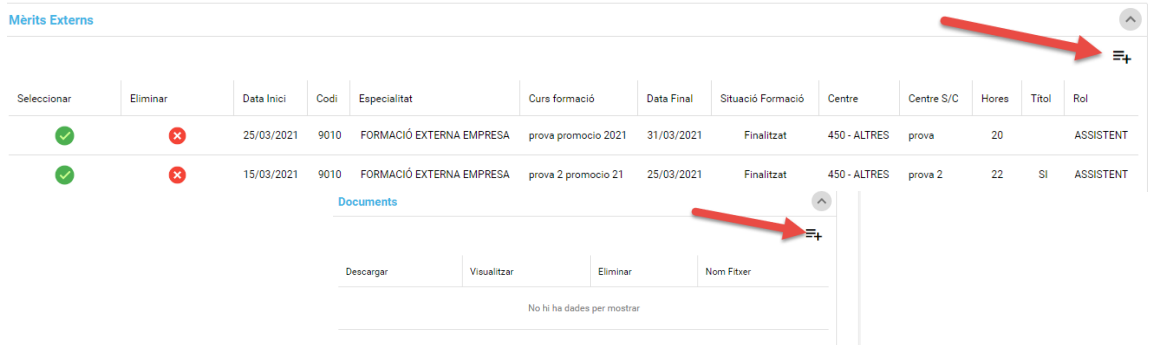 Mèrits Externs
Seleccionar Eliminar Data Inici Codi Especialitat Curs formació Data Final Situació Formació Centre Centre S/C Hores Títol Rol
25/03/2021 9010 FORMACIÓ EXTERNA EMPRESA prova promocio 2021 31/03/2021 Finalitzat 450 - ALTRES prova 20 ASSISTENT
15/03/2021 9010 FORMACIÓ EXTERNA EMPRESA prova 2 promocio 21 25/03/2021 Finalitzat 450 - ALTRES prova 2 22 SI ASSISTENT
Documents
Descargar Visualitzar Eliminar Nom Fitxer
No hi ha dades per mostrar